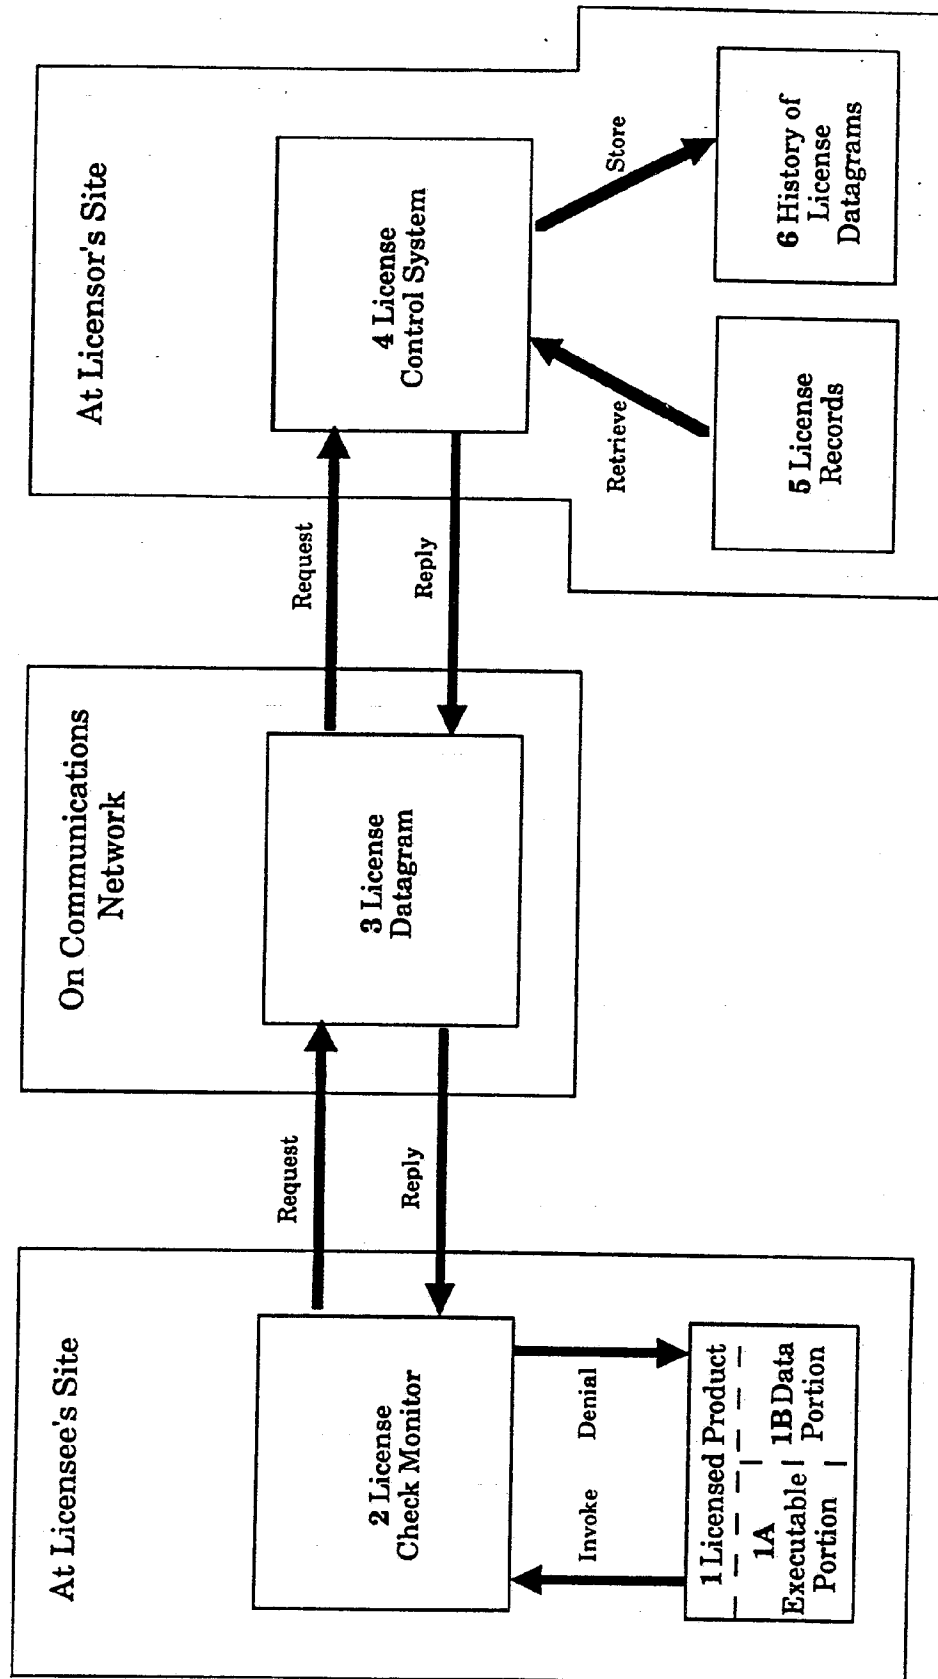 At Licensee's Site
2 License
Check Monitor
Invoke
Denial
1 Licensed Product
1A
Executable
Portion
1B Data
Portion
Request
Reply
On Communications
Network
3 License
Datagram
Request
Reply
At Licensor's Site
4 License
Control System
Retrieve
Store
5 License
Records
6 History of
License
Datagrams